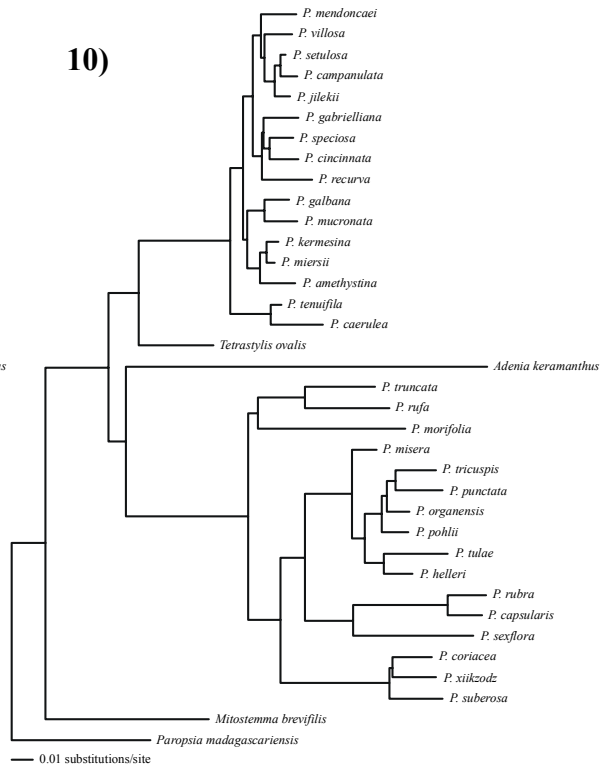 10)
P. mendoncaei
P. villosa
P. setulosa
P. campanulata
P. jilekii
P. gabrielliana
P. speciosa
P. cincinnata
P. recurva
P. galbana
P. mucronata
P. kermesina
P. miersii
P. amethystina
P. tenuifila
P. caerulea
Tetrastylis ovalis
Adenia keramanthus
P. truncata
P. rufa
P. morifolia
P. misera
P. tricuspis
P. punctata
P. organensis
P. pohlii
P. tulae
P. helleri
P. rubra
P. capsularis
P. sexflora
P. coriacea
P. xiikzodz
P. suberosa
Mitostemma brevifilis
Paropsia madagascariensis
0.01 substitutions/site